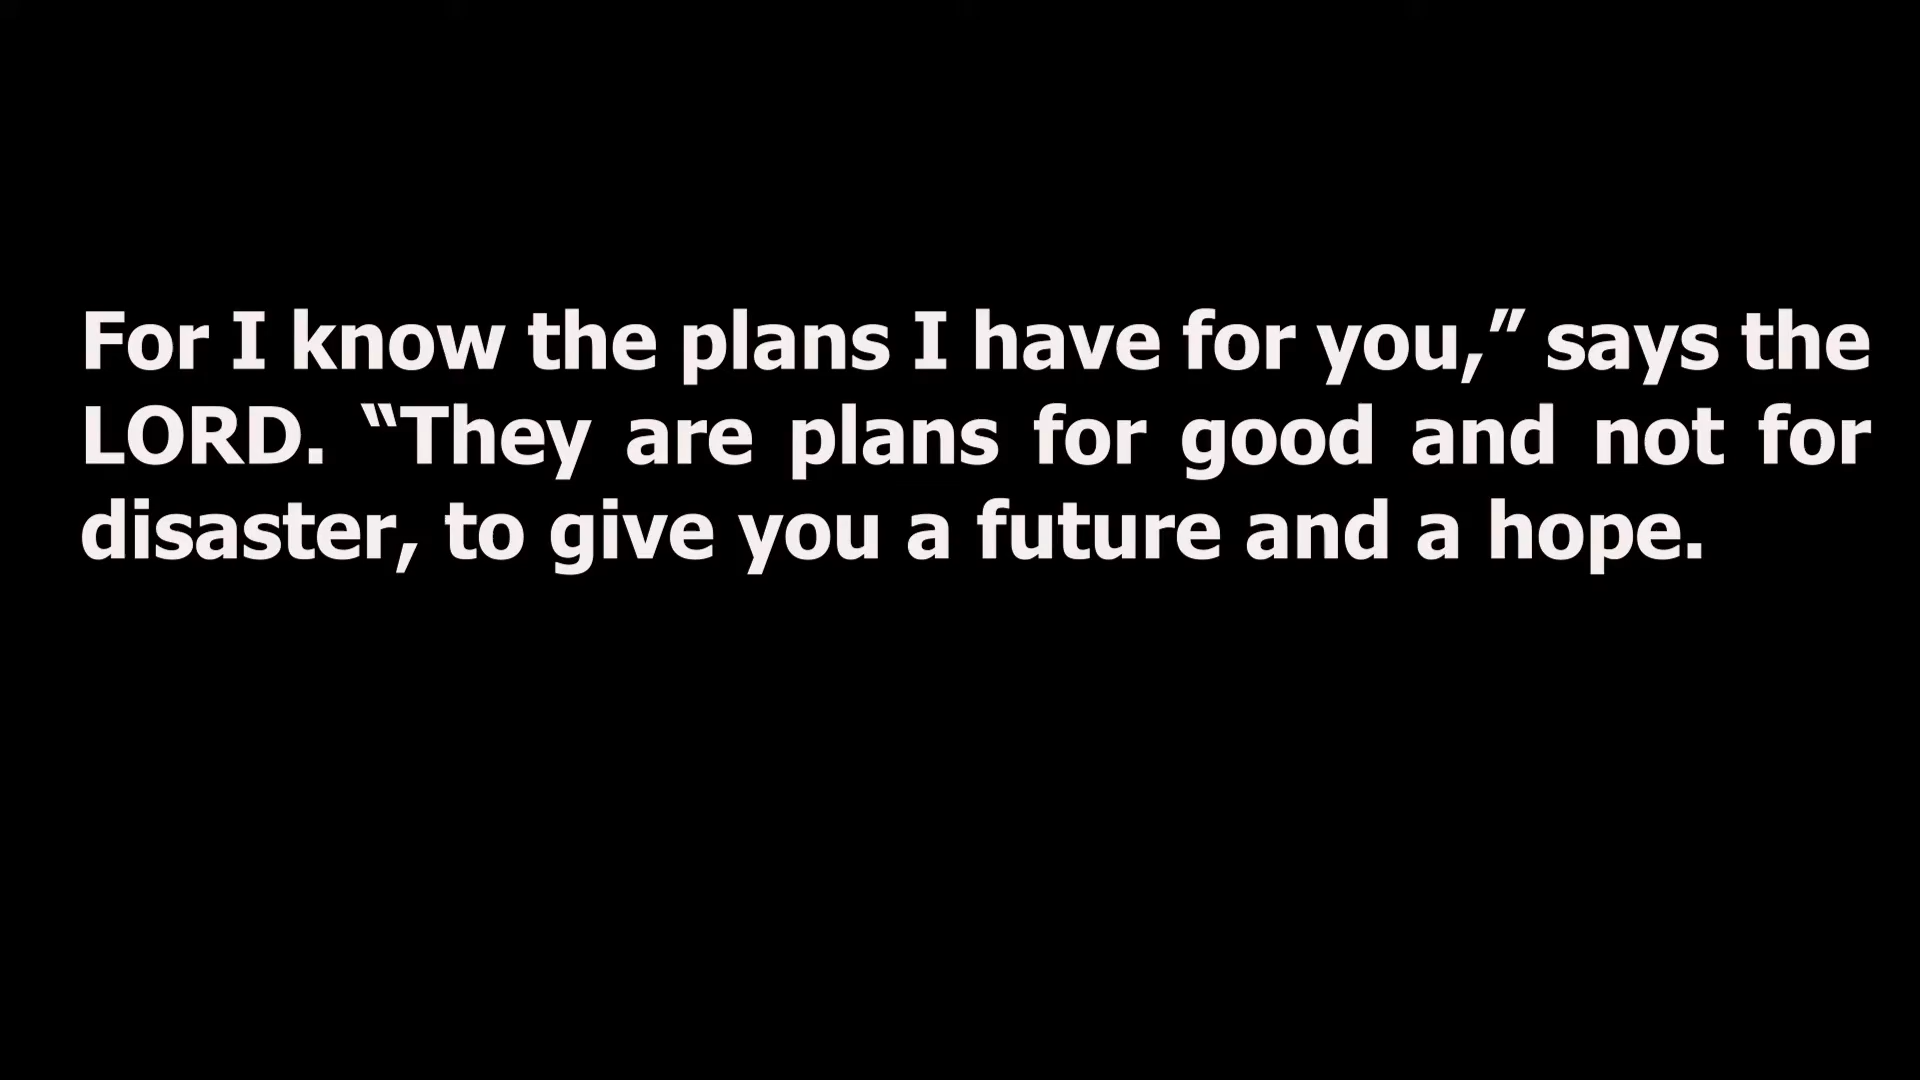 For I know the plans I have for you,” says the
LORD. “They are plans for good and not for
disaster, to give you a future and a hope.